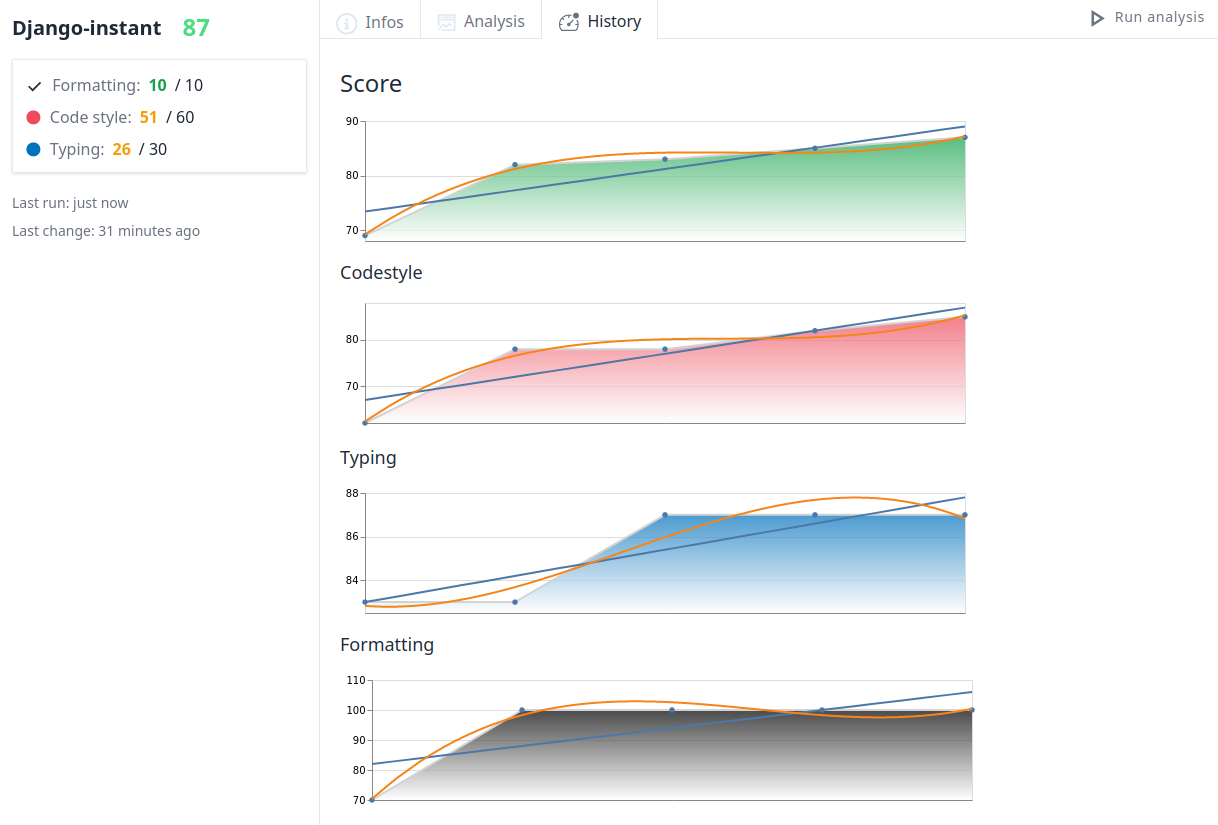 Django-instant 87
Formatting: 10 / 10
Code style: 51 / 60
Typing: 26 / 30
Last run: just now
Last change: 31 minutes ago
Infos
Analysis
History
Run analysis
Score
90
80
70
Codestyle
80
70
Typing
88
86
84
Formatting
110
100
90
80
70